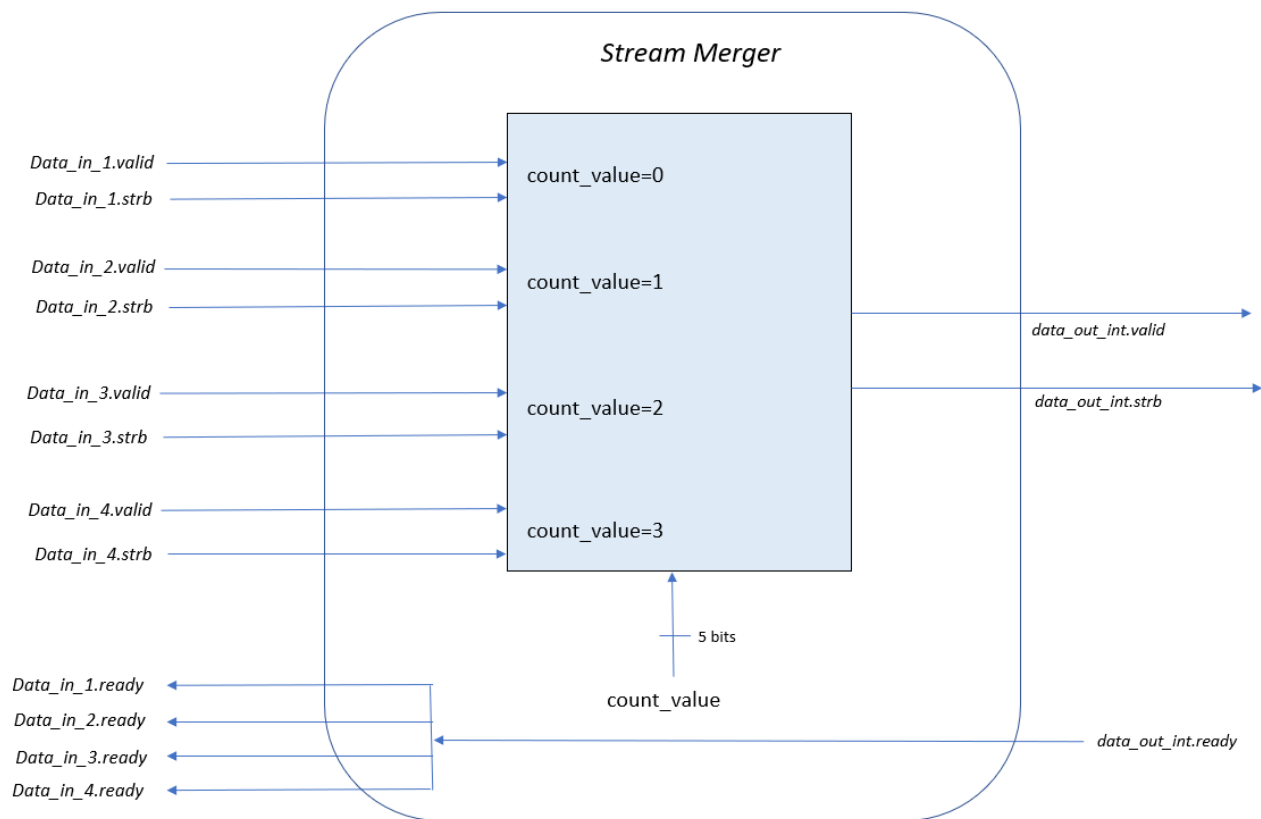 Stream Merger
Data_in_1.valid
count_value=0
Data_in_1.strb
Data_in_2.valid
count_value=1
Data_in_2.strb
data_out_int.valid
Data_in_3.valid
data_out_int.strb
count_value=2
Data_in_3.strb
Data_in_4.valid
count_value=3
Data_in_4.strb
5 bits
Data_in_1.ready
count_value
Data_in_2.ready
data_out_int.ready
Data_in_3.ready
Data_in_4.ready